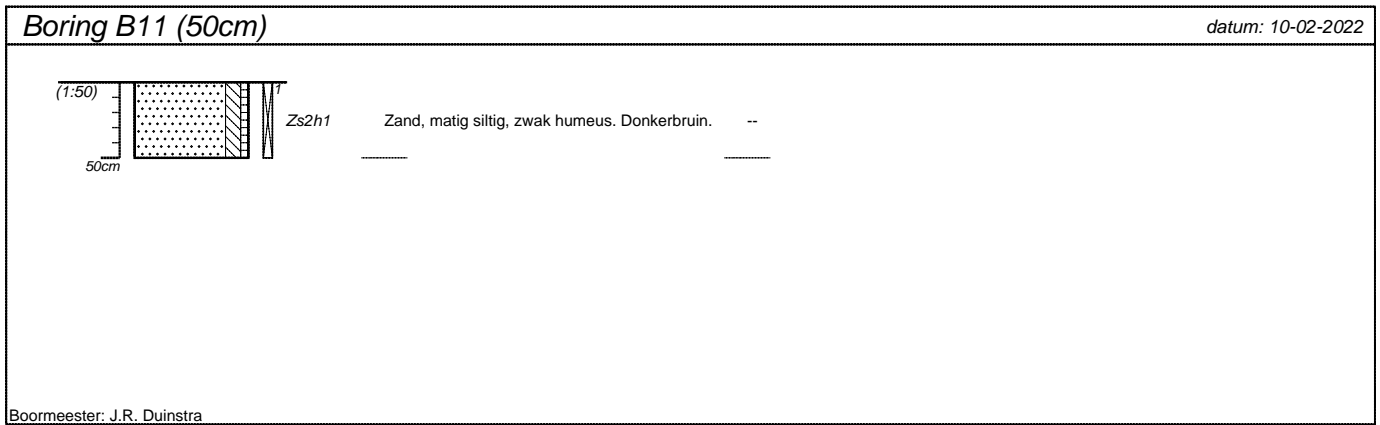 Boring B11 (50cm)
datum: 10-02-2022
(1:50)
1
Zs2h1 Zand, matig siltig, zwak humeus. Donkerbruin. --
50cm
Boormeester: J.R. Duinstra